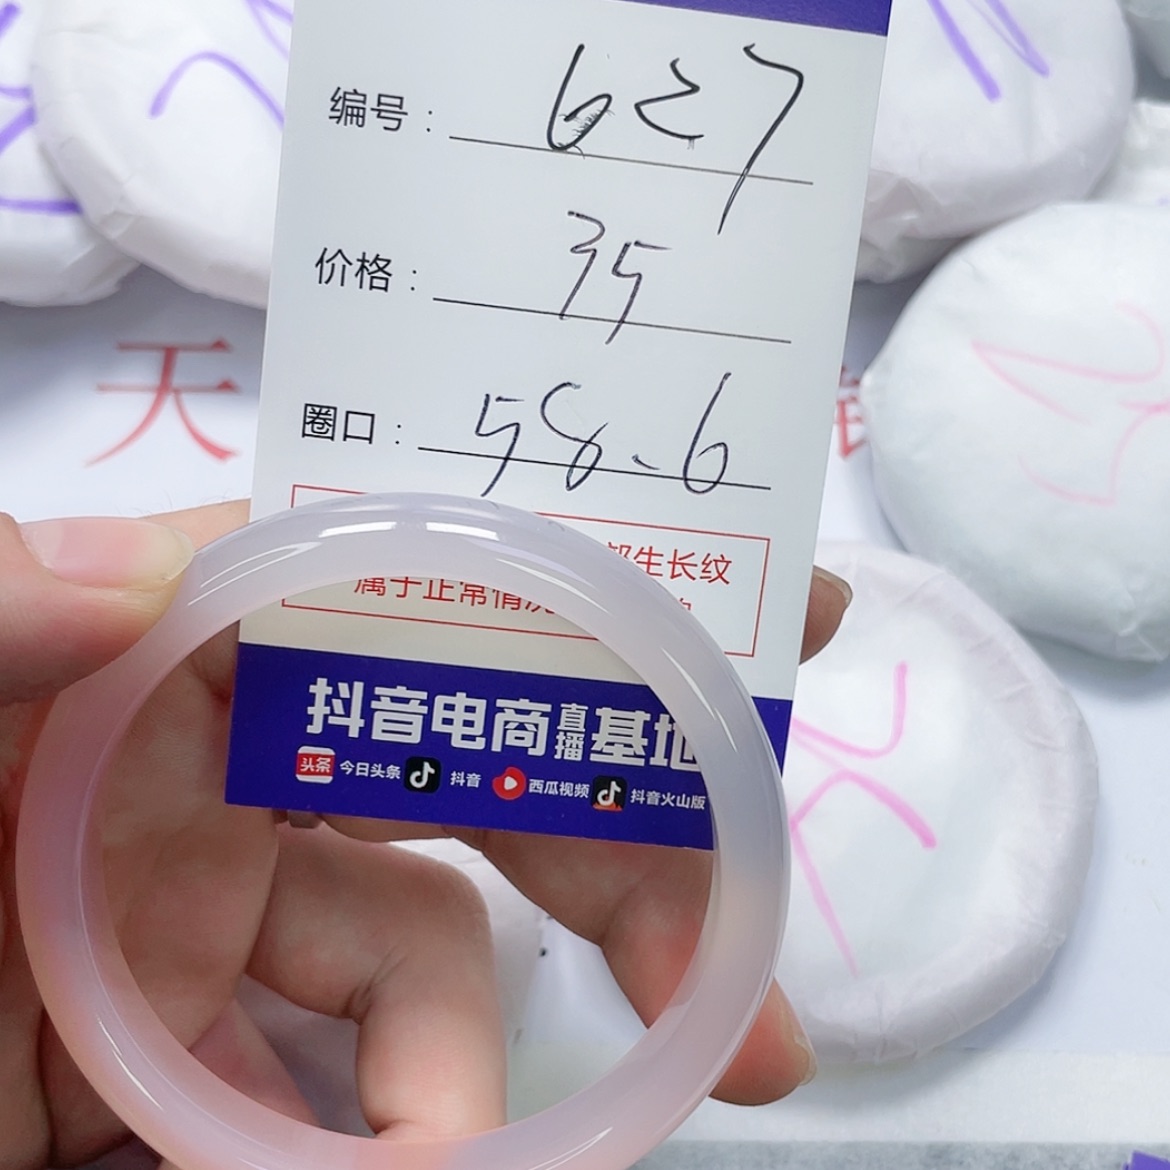 编号： 627
价格： 35
圈口： 58.6
天
部生长纹
属于正常情况
抖音电商直播基地
头条 今日头条 抖音 西瓜视频 抖音火山版